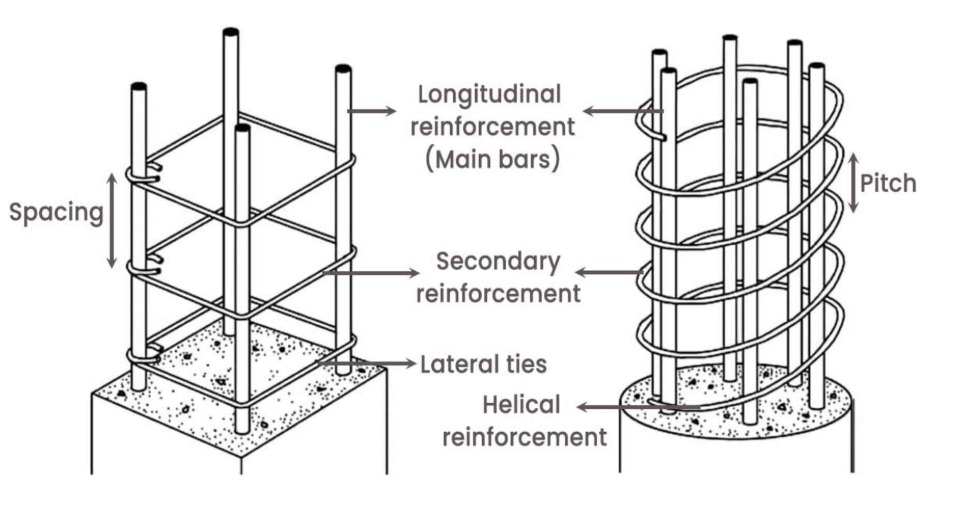 Longitudinal
reinforcement
(Main bars)
Spacing
Pitch
Secondary
reinforcement
Lateral ties
Helical
reinforcement